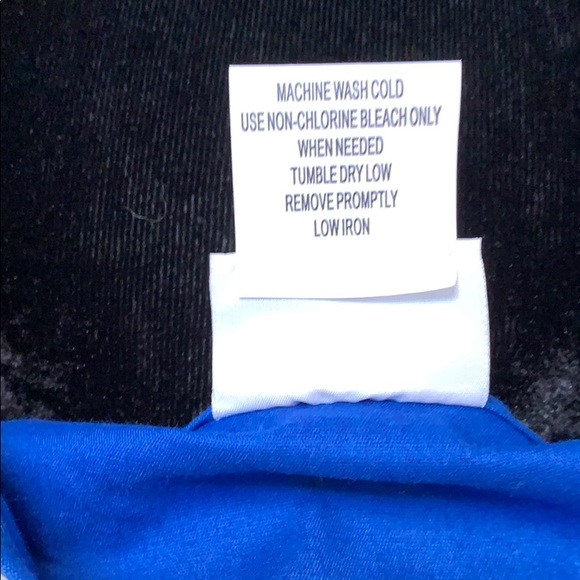 MACHINE WASH COLD
USE NON-CHLORINE BLEACH ONLY
WHEN NEEDED
TUMBLE DRY LOW
REMOVE PROMPTLY
LOW IRON